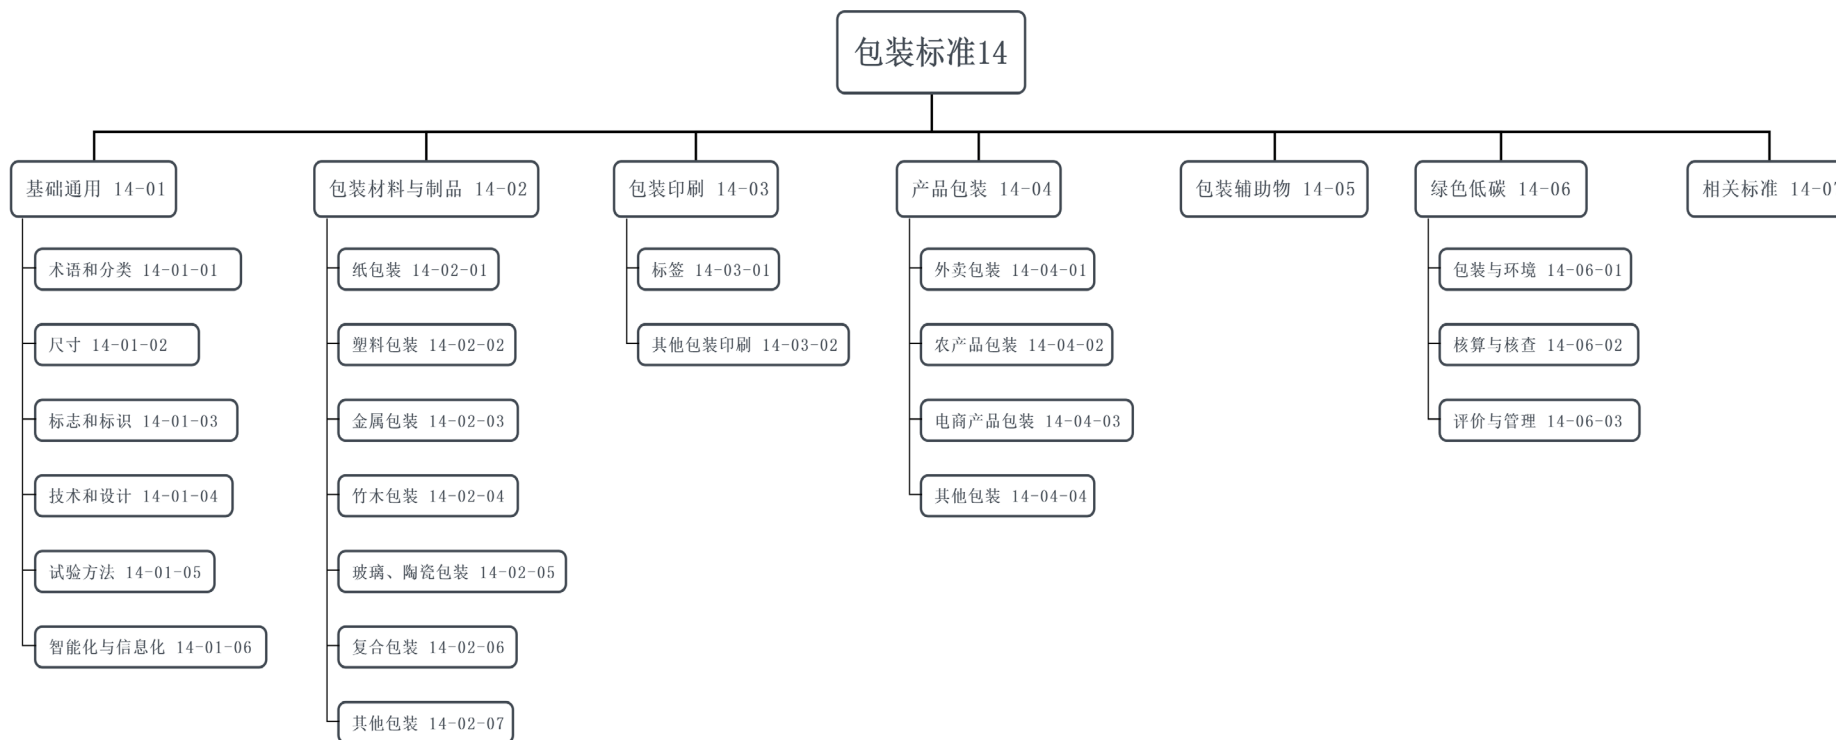 包装标准14
基础通用 14-01
术语和分类 14-01-01
尺寸 14-01-02
标志和标识 14-01-03
技术和设计 14-01-04
试验方法 14-01-05
智能化与信息化 14-01-06
包装材料与制品 14-02
纸包装 14-02-01
塑料包装 14-02-02
金属包装 14-02-03
竹木包装 14-02-04
玻璃、陶瓷包装 14-02-05
复合包装 14-02-06
其他包装 14-02-07
包装印刷 14-03
标签 14-03-01
其他包装印刷 14-03-02
产品包装 14-04
外卖包装 14-04-01
农产品包装 14-04-02
电商产品包装 14-04-03
其他包装 14-04-04
包装辅助物 14-05
绿色低碳 14-06
包装与环境 14-06-01
核算与核查 14-06-02
评价与管理 14-06-03
相关标准 14-07